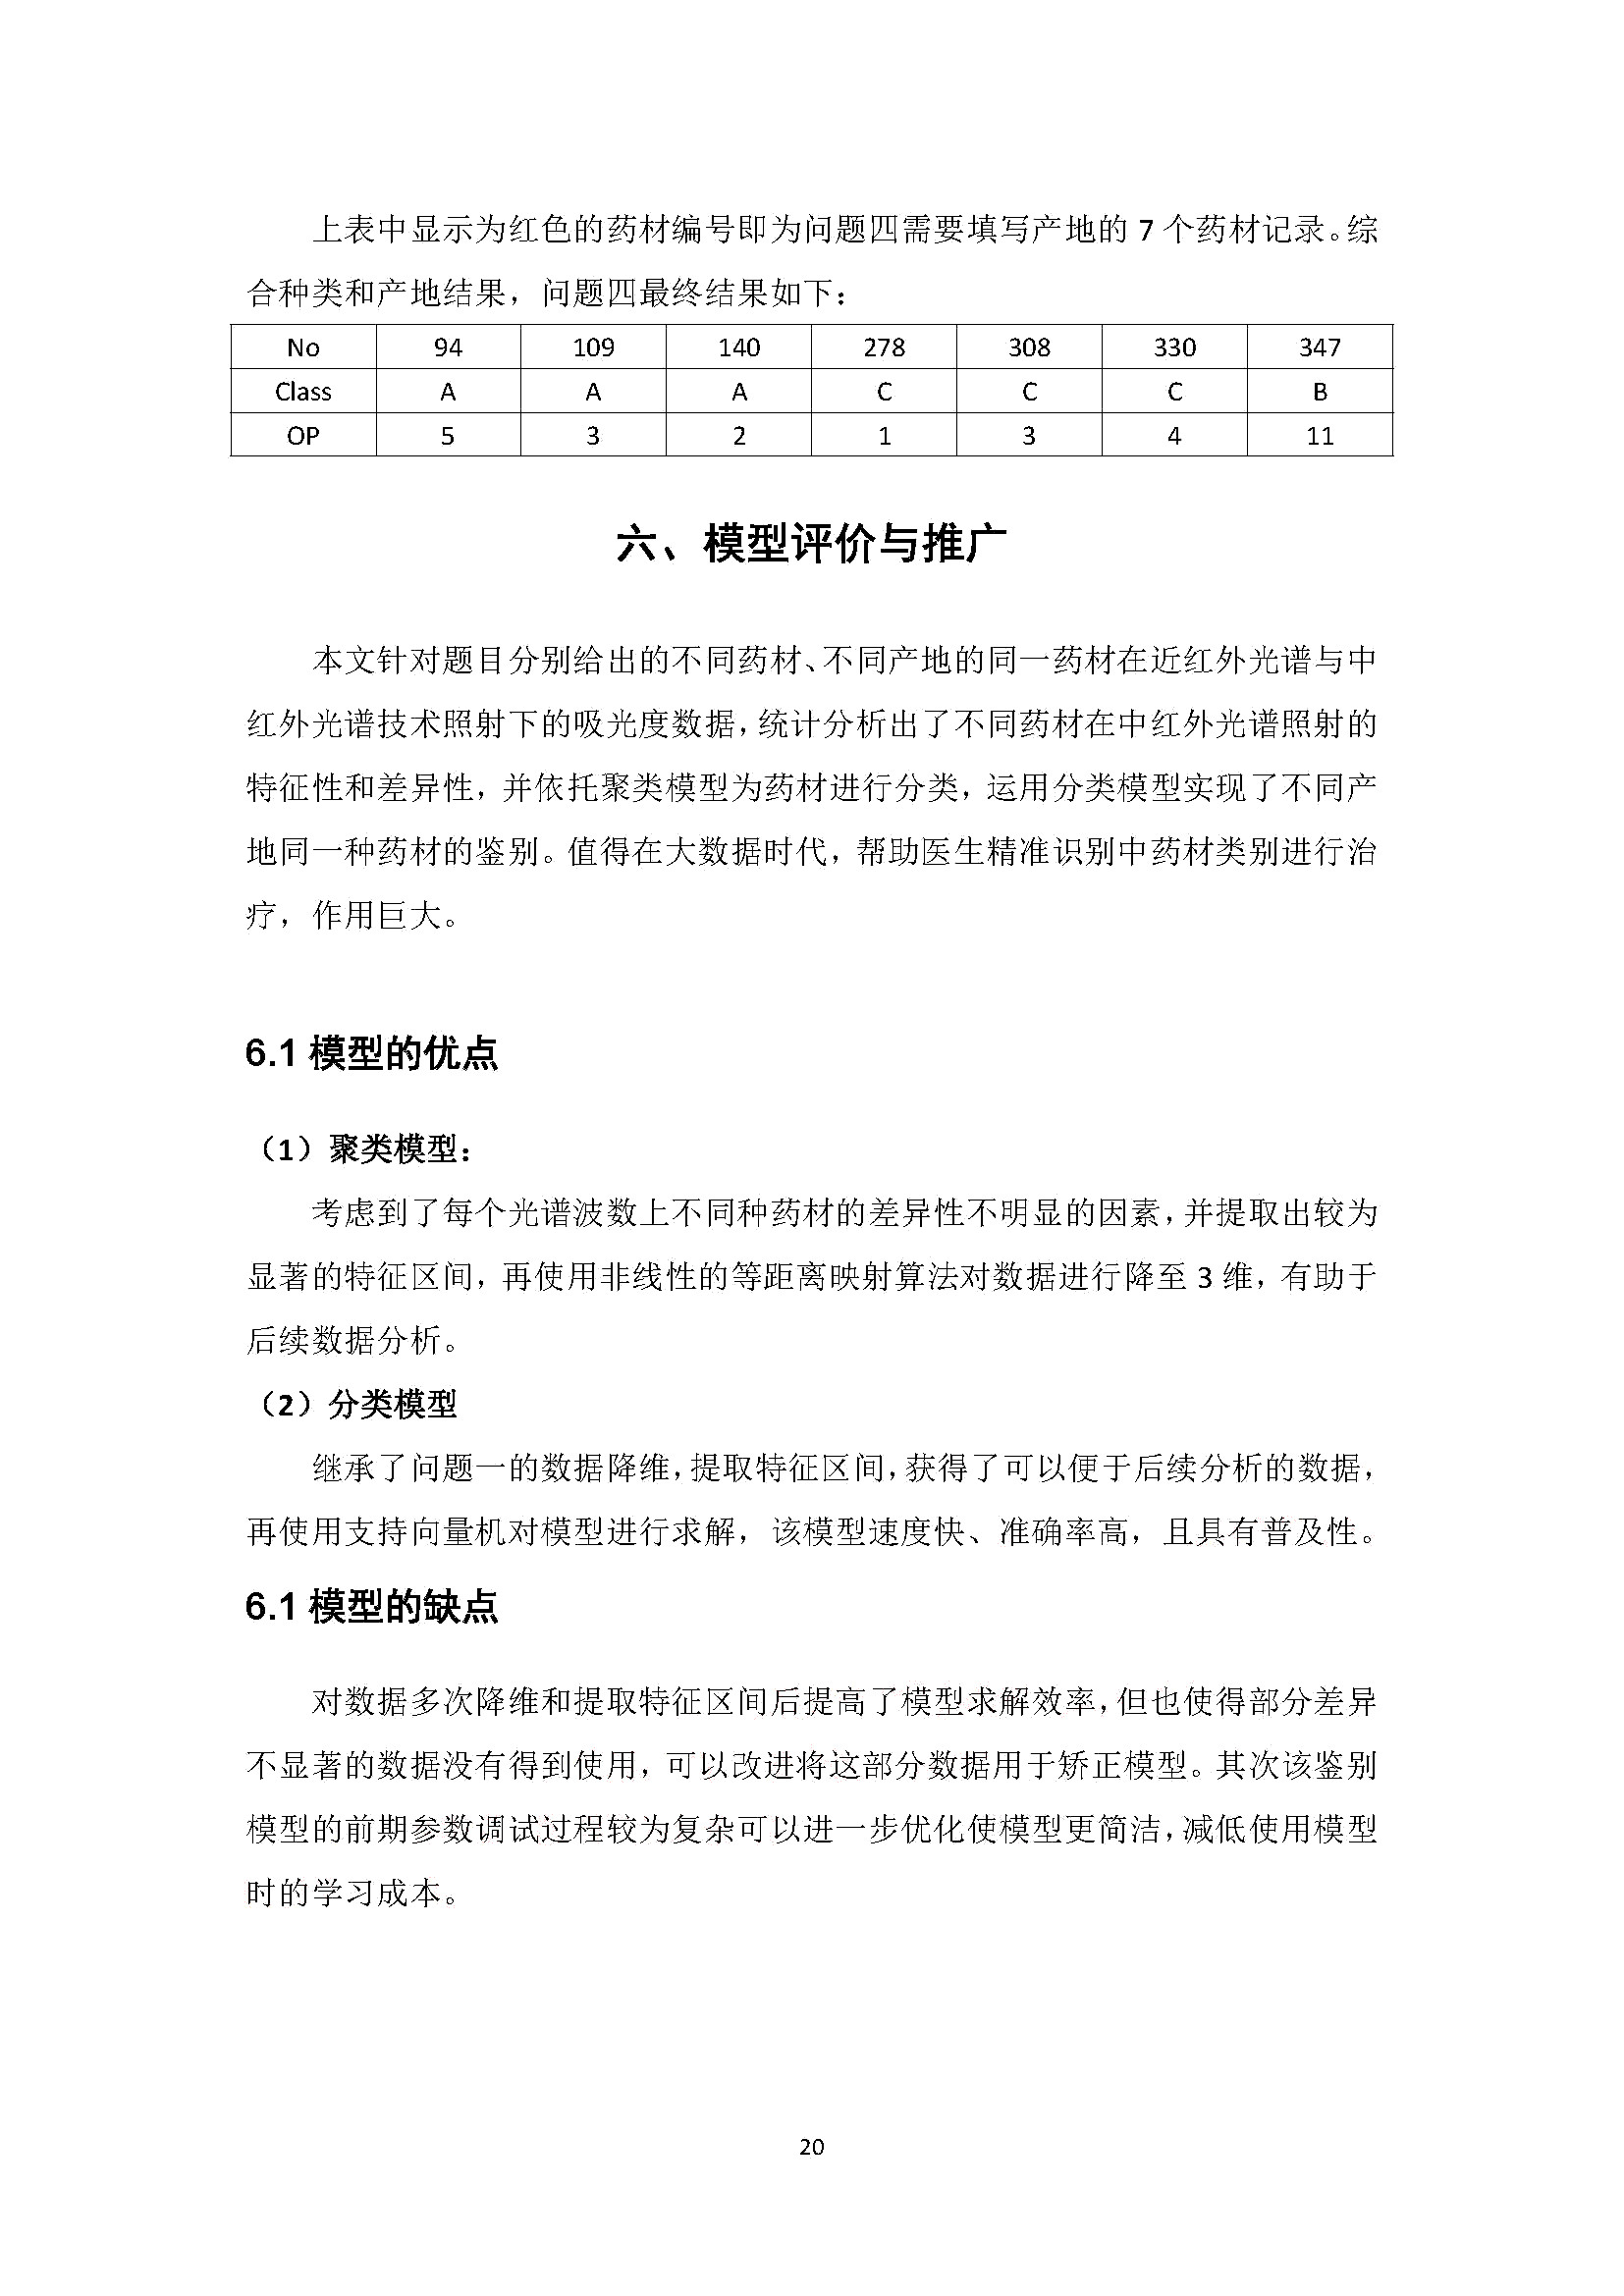 上表中显示为红色的药材编号即为问题四需要填写产地的 7 个药材记录。综
合种类和产地结果，问题四最终结果如下：
No 94 109 140 278 308 330 347
Class A A A C C C B
OP 5 3 2 1 3 4 11
六、模型评价与推广
本文针对题目分别给出的不同药材、不同产地的同一药材在近红外光谱与中
红外光谱技术照射下的吸光度数据，统计分析出了不同药材在中红外光谱照射的
特征性和差异性，并依托聚类模型为药材进行分类，运用分类模型实现了不同产
地同一种药材的鉴别。值得在大数据时代，帮助医生精准识别中药材类别进行治
疗，作用巨大。
6.1 模型的优点
（1）聚类模型：
考虑到了每个光谱波数上不同种药材的差异性不明显的因素，并提取出较为
显著的特征区间，再使用非线性的等距离映射算法对数据进行降至 3 维，有助于
后续数据分析。
（2）分类模型
继承了问题一的数据降维，提取特征区间，获得了可以便于后续分析的数据，
再使用支持向量机对模型进行求解，该模型速度快、准确率高，且具有普及性。
6.1 模型的缺点
对数据多次降维和提取特征区间后提高了模型求解效率，但也使得部分差异
不显著的数据没有得到使用，可以改进将这部分数据用于矫正模型。其次该鉴别
模型的前期参数调试过程较为复杂可以进一步优化使模型更简洁，减低使用模型
时的学习成本。
20